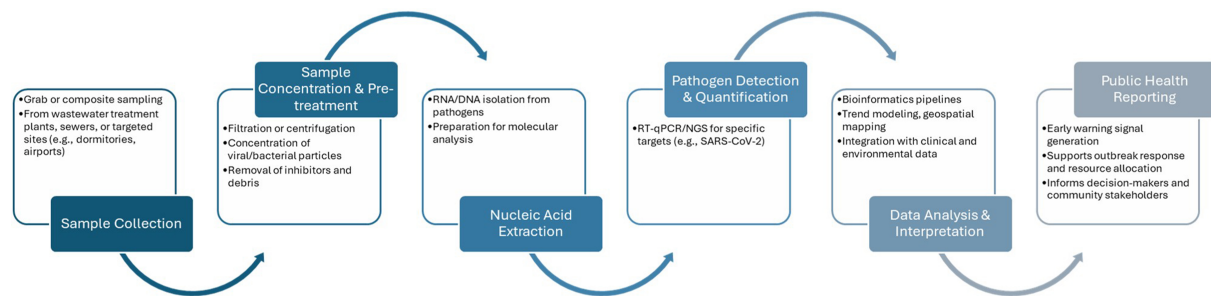 •Grab or composite sampling
•From wastewater treatment
plants, sewers, or targeted
sites (e.g., dormitories,
airports)
Sample Collection
Sample
Concentration & Pre-
treatment
•Filtration or centrifugation
•Concentration of
viral/bacterial particles
•Removal of inhibitors and
debris
•RNA/DNA isolation from
pathogens
•Preparation for molecular
analysis
Nucleic Acid
Extraction
Pathogen Detection
& Quantification
•RT-qPCR/NGS for specific
targets (e.g., SARS-CoV-2)
•Bioinformatics pipelines
•Trend modeling, geospatial
mapping
•Integration with clinical and
environmental data
Data Analysis &
Interpretation
Public Health
Reporting
•Early warning signal
generation
•Supports outbreak response
and resource allocation
•Informs decision-makers and
community stakeholders